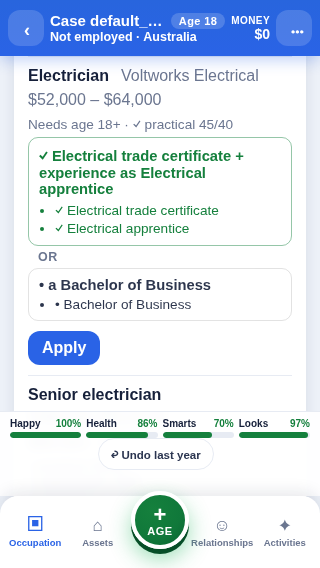 ‹
Case default_... Age 18
Not employed · Australia
MONEY
$0
...
Electrician Voltworks Electrical
$52,000 – $64,000
Needs age 18+ · ✓ practical 45/40
✓ Electrical trade certificate +
experience as Electrical
apprentice
• ✓ Electrical trade certificate
• ✓ Electrical apprentice
OR
• a Bachelor of Business
• • Bachelor of Business
Apply
Senior electrician
Happy 100% Health 86% Smarts 70% Looks 97%
Undo last year
+
AGE
Occupation Assets Relationships Activities